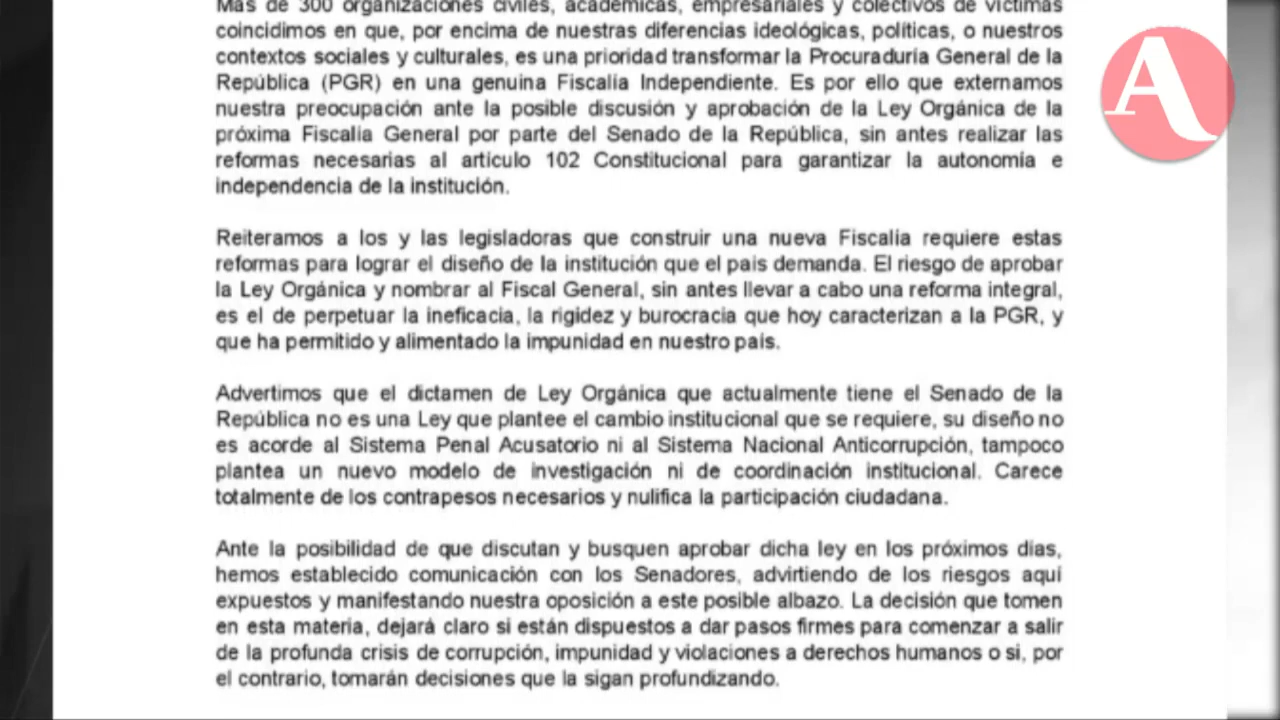 Más de 300 organizaciones civiles, académicas, empresariales y colectivos de víctimas
coincidimos en que, por encima de nuestras diferencias ideológicas, políticas, o nuestros
contextos sociales y culturales, es una prioridad transformar la Procuraduría General de la
República (PGR) en una genuina Fiscalía Independiente. Es por ello que externamos
nuestra preocupación ante la posible discusión y aprobación de la Ley Orgánica de la
próxima Fiscalía General por parte del Senado de la República, sin antes realizar las
reformas necesarias al artículo 102 Constitucional para garantizar la autonomía e
independencia de la institución.
Reiteramos a los y las legisladoras que construir una nueva Fiscalía requiere estas
reformas para lograr el diseño de la institución que el país demanda. El riesgo de aprobar
la Ley Orgánica y nombrar al Fiscal General, sin antes llevar a cabo una reforma integral,
es el de perpetuar la ineficacia, la rigidez y burocracia que hoy caracterizan a la PGR, y
que ha permitido y alimentado la impunidad en nuestro país.
Advertimos que el dictamen de Ley Orgánica que actualmente tiene el Senado de la
República no es una Ley que plantee el cambio institucional que se requiere, su diseño no
es acorde al Sistema Penal Acusatorio ni al Sistema Nacional Anticorrupción, tampoco
plantea un nuevo modelo de investigación ni de coordinación institucional. Carece
totalmente de los contrapesos necesarios y nulifica la participación ciudadana.
Ante la posibilidad de que discutan y busquen aprobar dicha ley en los próximos días,
hemos establecido comunicación con los Senadores, advirtiendo de los riesgos aquí
expuestos y manifestando nuestra oposición a este posible albazo. La decisión que tomen
en esta materia, dejará claro si están dispuestos a dar pasos firmes para comenzar a salir
de la profunda crisis de corrupción, impunidad y violaciones a derechos humanos o si, por
el contrario, tomarán decisiones que la sigan profundizando.
A